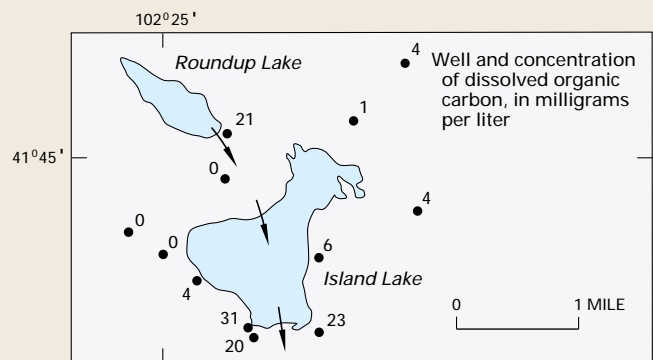 102°25'
Roundup Lake
4
Well and concentration
of dissolved organic
carbon, in milligrams
per liter
1
21
41°45'
0
4
0
0
6
Island Lake
4
0
1 MILE
31
23
20